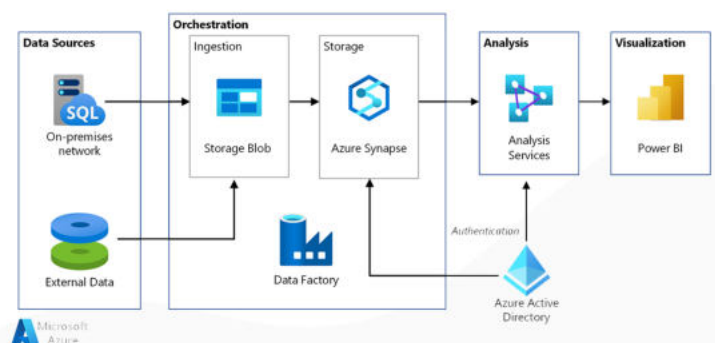 Data Sources
SQL
On-premises
network
External Data
Orchestration
Ingestion
Storage Blob
Storage
Azure Synapse
Data Factory
Analysis
Analysis
Services
Authentication
Azure Active
Directory
Visualization
Power BI
Microsoft
Azure